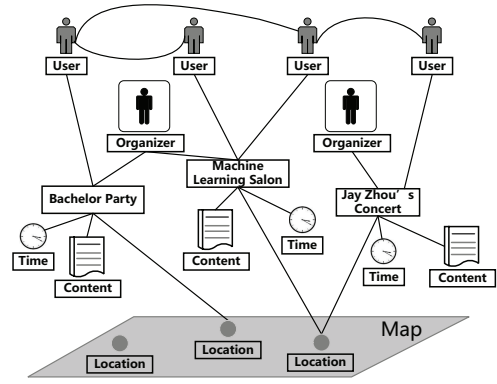 User
User
User
User
Organizer
Organizer
Machine
Learning Salon
Bachelor Party
Jay Zhou's
Concert
Time
Content
Content
Time
Time
Content
Map
Location
Location
Location